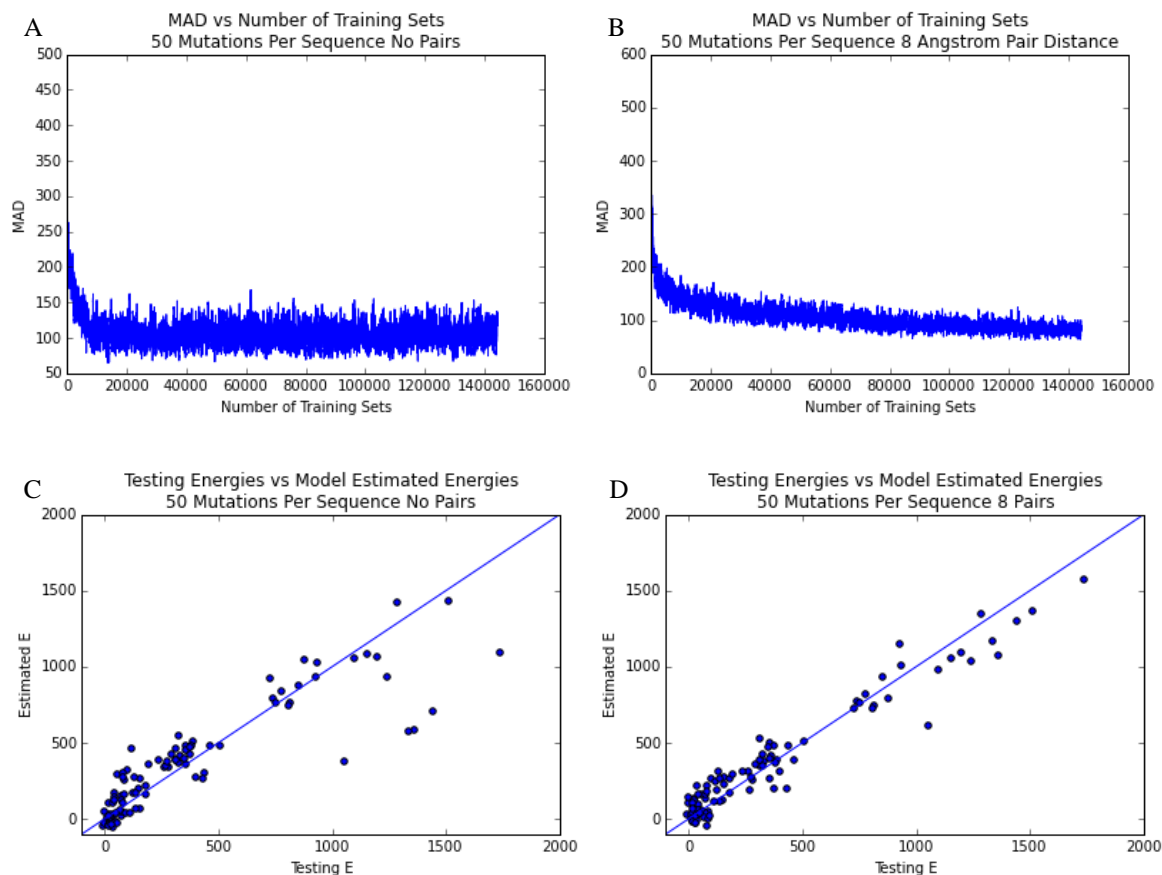 A
MAD vs Number of Training Sets
50 Mutations Per Sequence No Pairs
500
450
400
350
300
250
200
150
100
50
MAD
0
20000
40000
60000
80000
100000
120000
140000
160000
Number of Training Sets
B
MAD vs Number of Training Sets
50 Mutations Per Sequence 8 Angstrom Pair Distance
600
500
400
300
200
100
0
MAD
0
20000
40000
60000
80000
100000
120000
140000
160000
Number of Training Sets
C
Testing Energies vs Model Estimated Energies
50 Mutations Per Sequence No Pairs
2000
1500
1000
500
0
Estimated E
0
500
1000
1500
2000
Testing E
D
Testing Energies vs Model Estimated Energies
50 Mutations Per Sequence 8 Pairs
2000
1500
1000
500
0
Estimated E
0
500
1000
1500
2000
Testing E